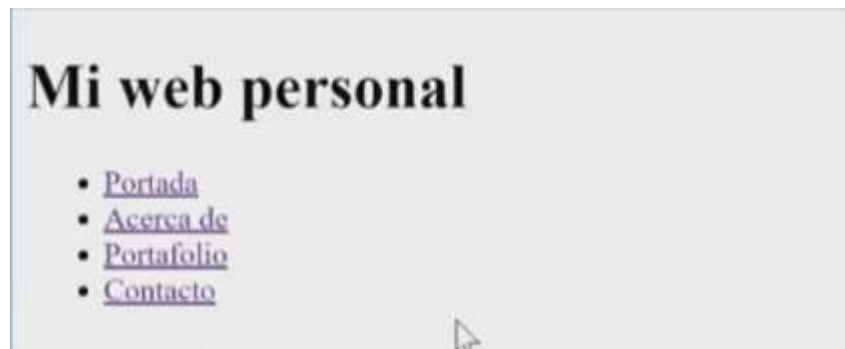 Mi web personal
Portada
Acerca de
Portafolio
Contacto